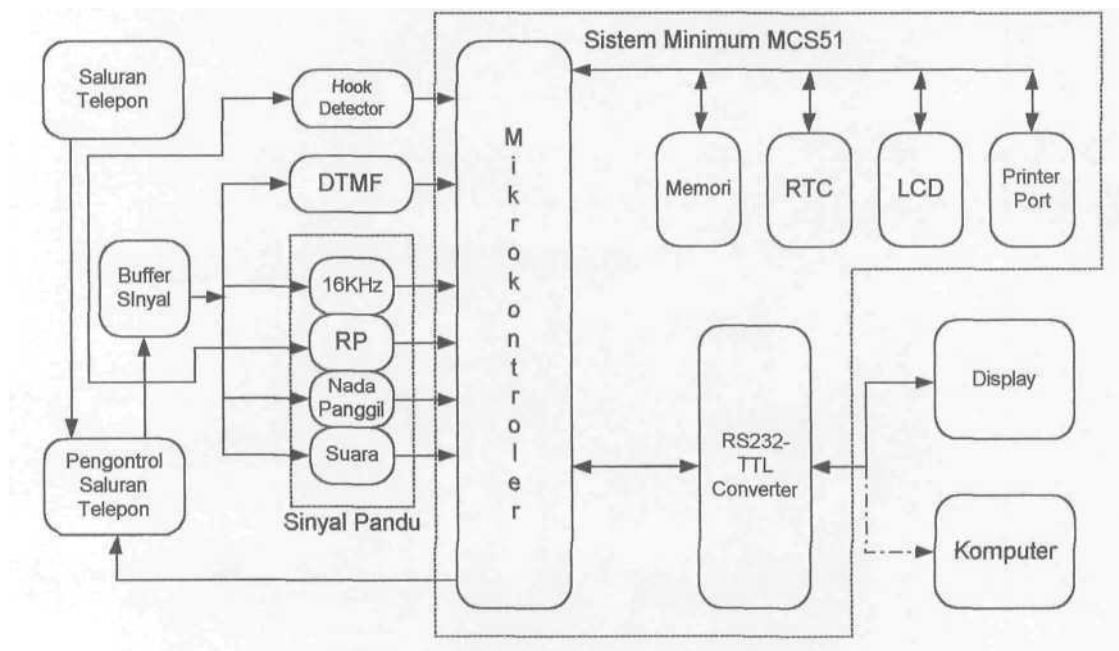 Sistem Minimum MCS51
Saluran
Telepon
Hook
Detector
DTMF
Buffer
SInyal
16KHz
RP
Nada
Panggil
Suara
Sinyal Pandu
Pengontrol
Saluran
Telepon
Mikrokontroler
Memori
RTC
LCD
Printer
Port
RS232-
TTL
Converter
Display
Komputer